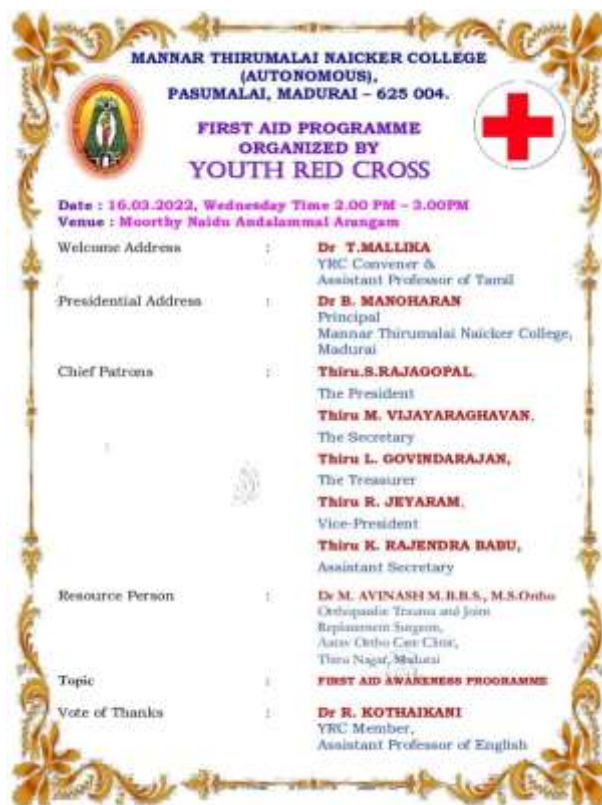 MANNAR THIRUMALAI NAICKER COLLEGE
(AUTONOMOUS),
PASUMALAI, MADURAI – 625 004.
FIRST AID PROGRAMME
ORGANIZED BY
YOUTH RED CROSS
Date : 16.03.2022, Wednesday Time 2.00 PM – 3.00PM
Venue : Moorthy Naidu Andalammal Arangam
Welcome Address : Dr T.MALLIKA
YRC Convener &
Assistant Professor of Tamil
Presidential Address : Dr B. MANOHARAN
Principal
Mannar Thirumalai Naicker College,
Madurai
Chief Patrons : Thiru.S.RAJAGOPAL,
The President
Thiru M. VIJAYARAGHAVAN,
The Secretary
Thiru L. GOVINDARAJAN,
The Treasurer
Thiru R. JEYARAM,
Vice-President
Thiru K. RAJENDRA BABU,
Assistant Secretary
Resource Person : Dr M. AVINASH M.B.B.S., M.S.Ortho
Orthopaedic Trauma and Joint
Replacement Surgeon,
Ortho Care Clinic,
Nagar, Madurai
Topic : FIRST AID AWARENESS PROGRAMME
Vote of Thanks : Dr R. KOTHAIKANI
YRC Member,
Assistant Professor of English